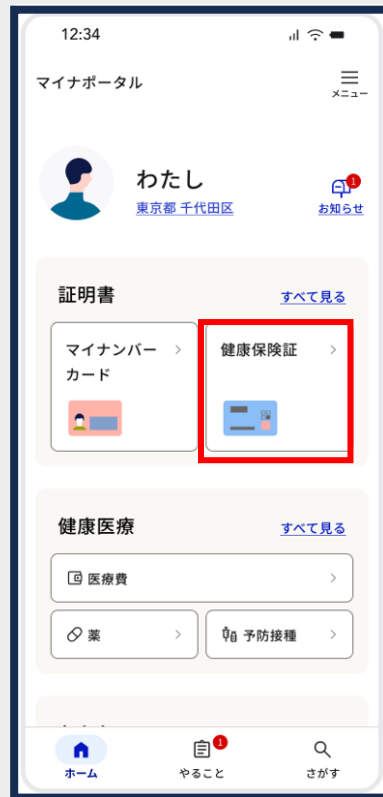 12:34
マイナポータル
メニュー
わたし
東京都 千代田区
1
お知らせ
証明書
すべて見る
マイナンバー
カード
健康保険証
健康医療
すべて見る
医療費
薬
予防接種
1
ホーム
やること
さがす